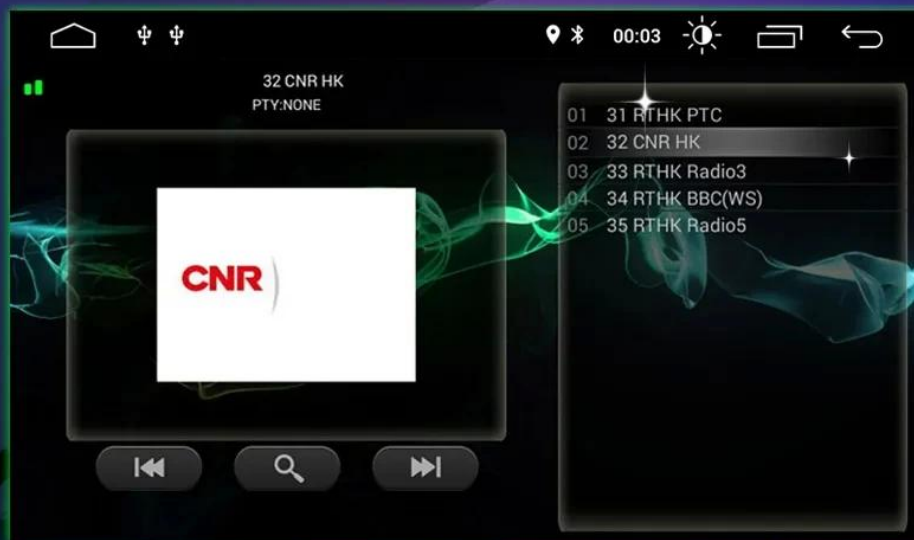 00:03
32 CNR HK
PTY:NONE
CNR
01 31 RTHK PTC
02 32 CNR HK
03 33 RTHK Radio3
04 34 RTHK BBC(WS)
05 35 RTHK Radio5